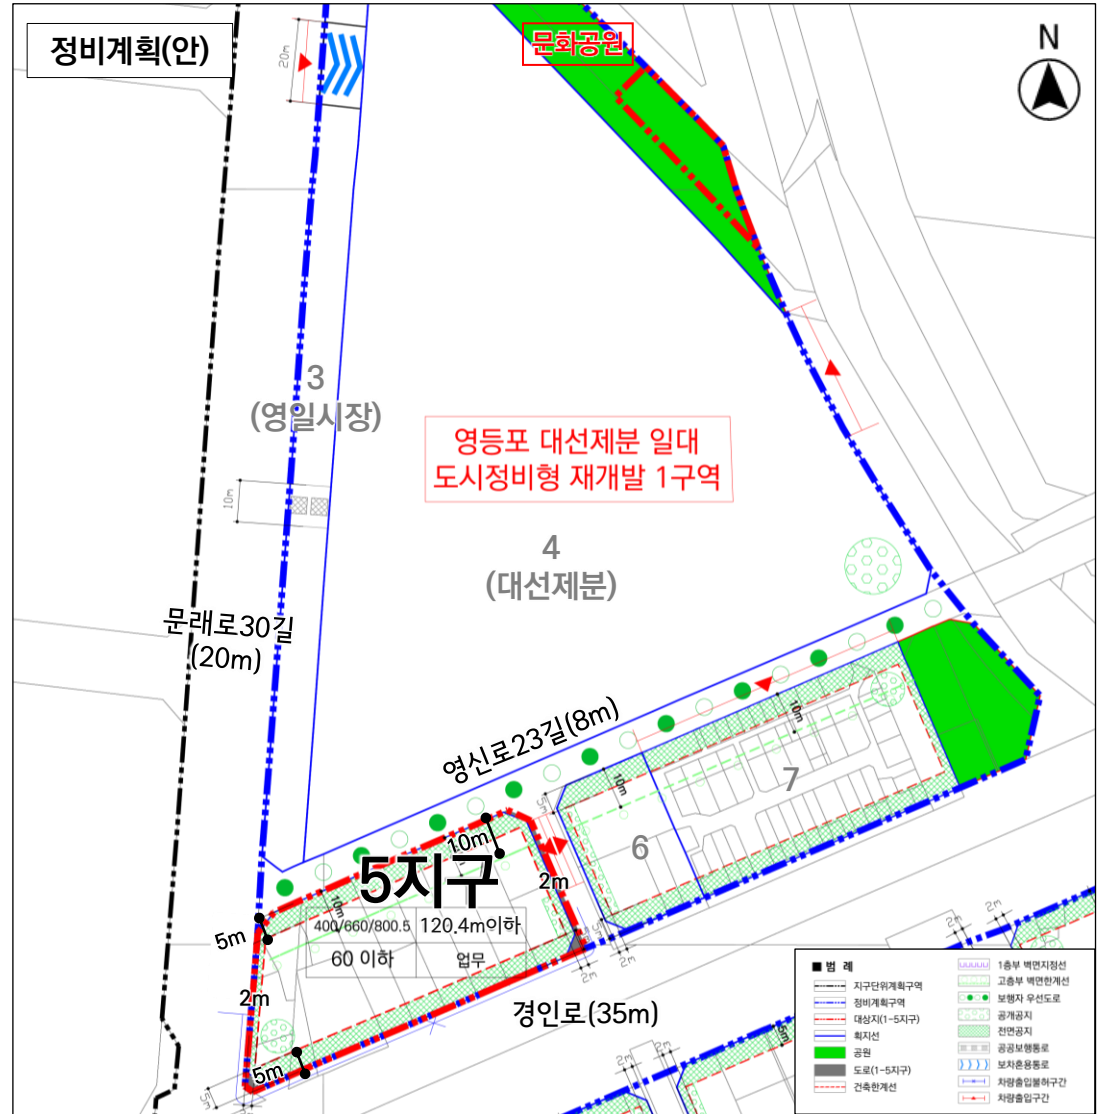 정비계획(안)
문화공원
N
20m
3
(영일시장)
10m
영등포 대선제분 일대
도시정비형 재개발 1구역
4
(대선제분)
문래로30길
(20m)
영신로23길(8m)
10m
7
10m
5m
6
10m
5지구
2m
10m
400/660/800.5
120.4m이하
60 이하
업무
5m
2m
경인로(35m)
5m
5m
■ 범 례
지구단위계획구역
정비계획구역
대상지(1-5지구)
획지선
공원
도로(1-5지구)
건축한계선
1층부 벽면지정선
고층부 벽면한계선
보행자 우선도로
공개공지
전면공지
공공보행통로
보차혼용통로
차량출입불허구간
차량출입구간